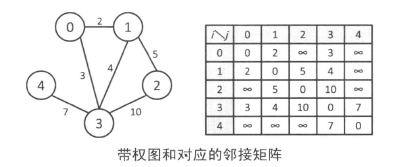 0 2 1
3 4 5
4 2
7 3 10
i\j 0 1 2 3 4
0 0 2 ∞ 3 ∞
1 2 0 5 4 ∞
2 ∞ 5 0 10 ∞
3 3 4 10 0 7
4 ∞ ∞ ∞ 7 0
带权图和对应的邻接矩阵